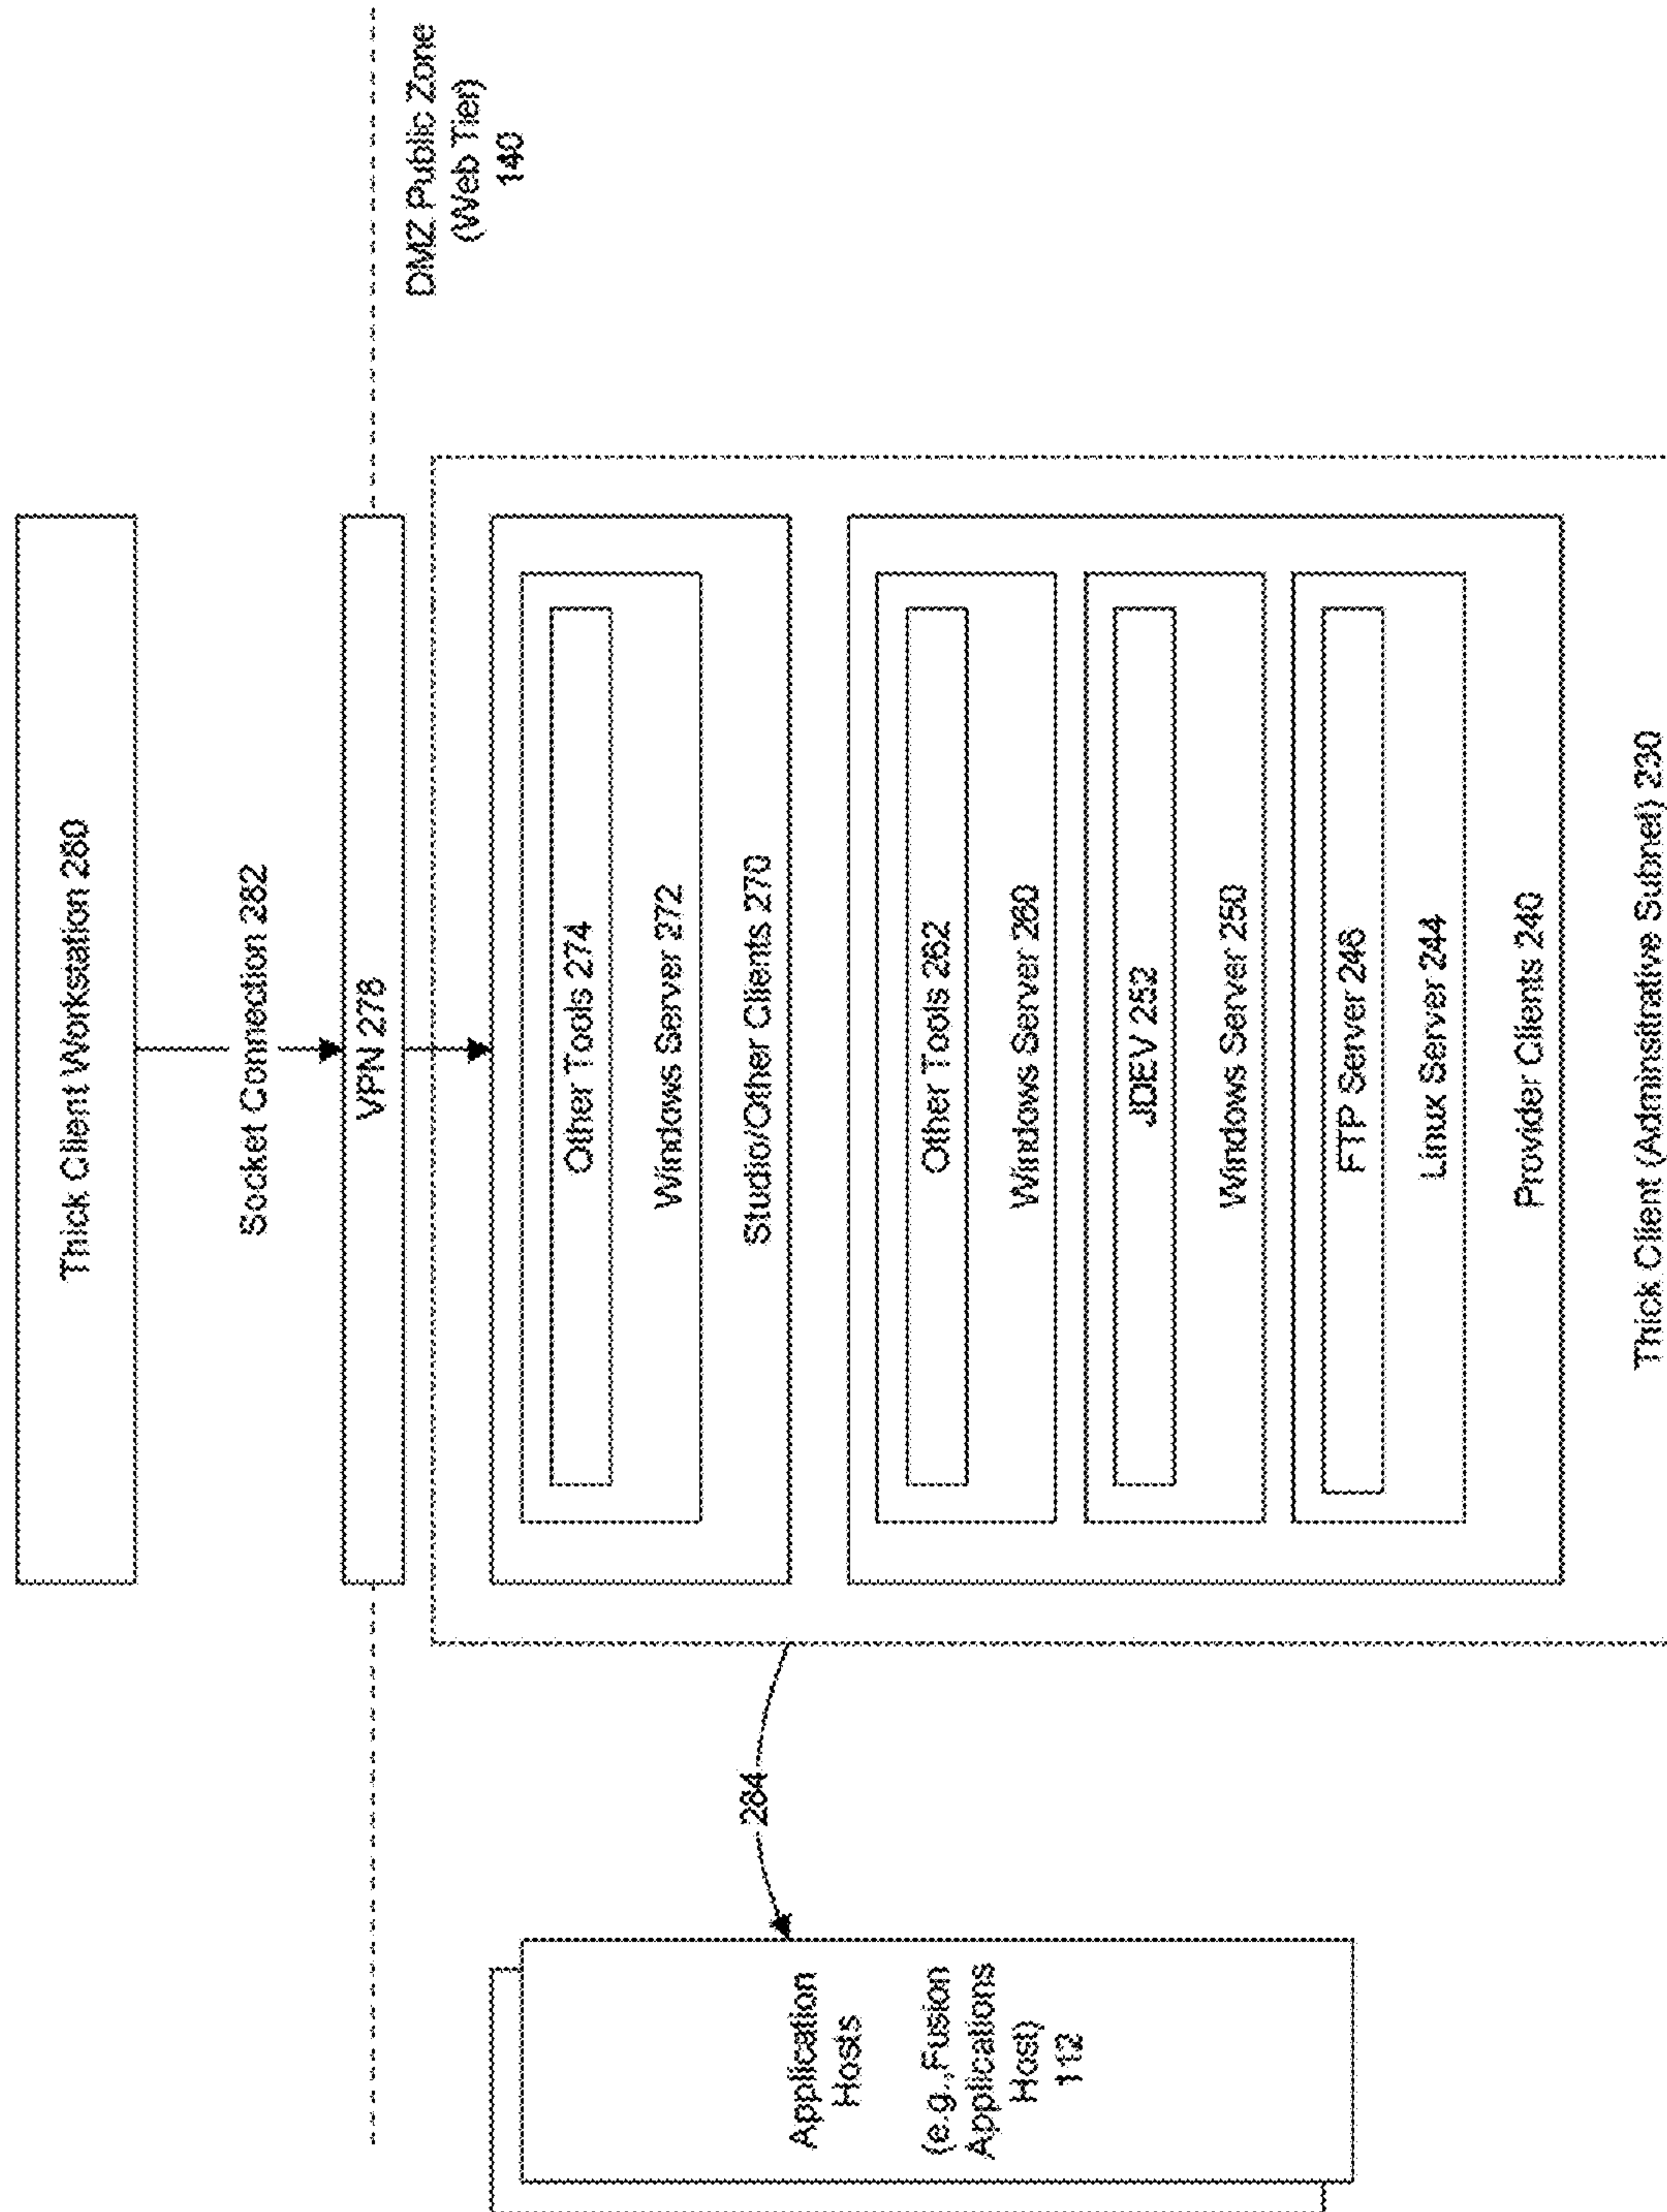 Thick Client Workstation 280
Socket Connection 282
VPN 278
DMZ Public Zone
(Web Tier)
140
Other Tools 274
Windows Server 272
Studio/Other Clients 270
284
Application
Hosts
(e.g.,Fusion
Applications
Host)
112
Other Tools 262
Windows Server 260
JDEV 252
Windows Server 250
FTP Server 246
Linux Server 244
Provider Clients 240
Thick Client (Adminsitrative Subnet) 230